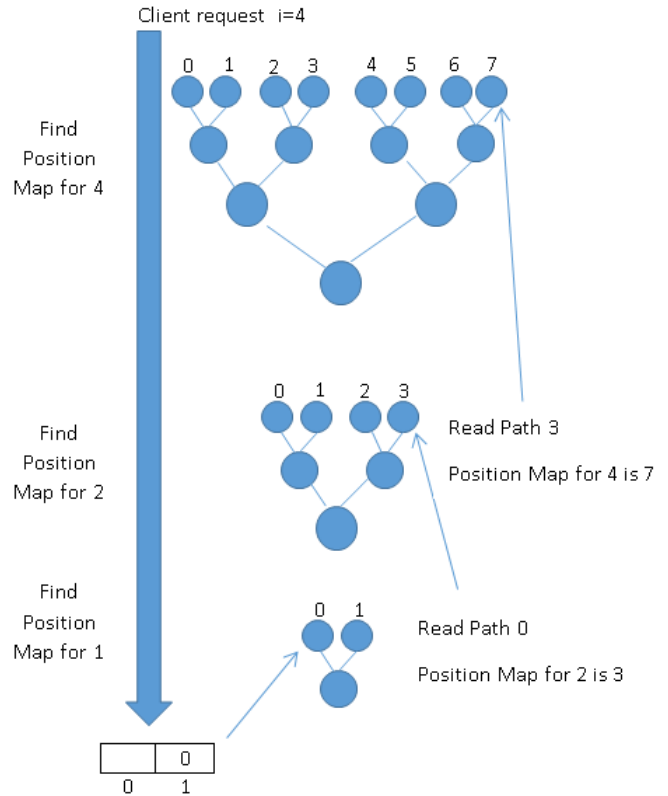 Client request i=4
0 1 2 3 4 5 6 7
Find
Position
Map for 4
0 1 2 3
Read Path 3
Find
Position
Map for 2
Position Map for 4 is 7
Find
Position
Map for 1
0 1
Read Path 0
Position Map for 2 is 3
0
0 1